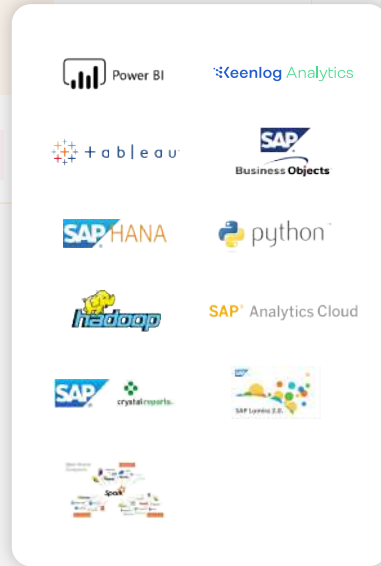 Power BI
Keenlog Analytics
+ableau
SAP
Business Objects
SAP HANA
python
hadoop
SAP® Analytics Cloud
SAP
crystal reports.
SAP
SAP Lumira 2.0.
Spark